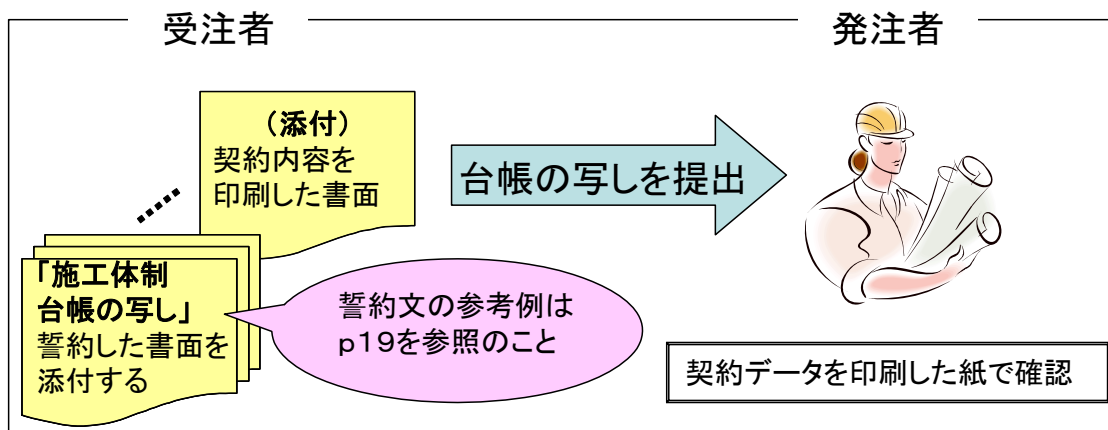 受注者
発注者
(添付)
契約内容を
印刷した書面
台帳の写しを提出
「施工体制
台帳の写し」
誓約した書面を
添付する
誓約文の参考例は
p19を参照のこと
契約データを印刷した紙で確認